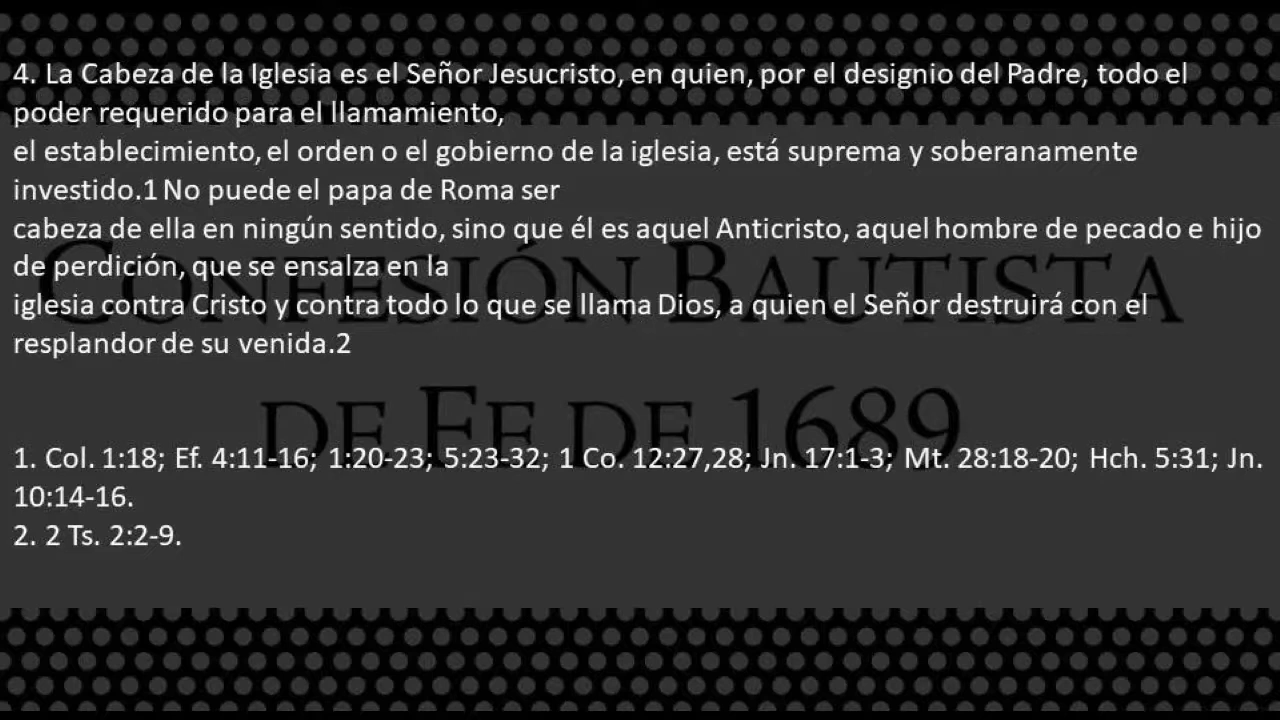 4. La Cabeza de la Iglesia es el Señor Jesucristo, en quien, por el designio del Padre, todo el
poder requerido para el llamamiento,
el establecimiento, el orden o el gobierno de la iglesia, está suprema y soberanamente
investido.1 No puede el papa de Roma ser
cabeza de ella en ningún sentido, sino que él es aquel Anticristo, aquel hombre de pecado e hijo
de perdición, que se ensalza en la
iglesia contra Cristo y contra todo lo que se llama Dios, a quien el Señor destruirá con el
resplandor de su venida.2
CONFESIÓN BAUTISTA
DE FE DE 1689
1. Col. 1:18; Ef. 4:11-16; 1:20-23; 5:23-32; 1 Co. 12:27,28; Jn. 17:1-3; Mt. 28:18-20; Hch. 5:31; Jn.
10:14-16.
2. 2 Ts. 2:2-9.